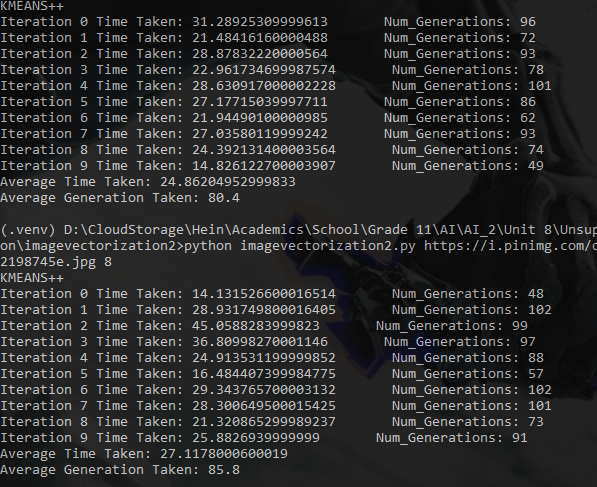 KMEANS++
Iteration 0 Time Taken: 31.28925309999613 Num_Generations: 96
Iteration 1 Time Taken: 21.48416160000488 Num_Generations: 72
Iteration 2 Time Taken: 28.87832220000564 Num_Generations: 93
Iteration 3 Time Taken: 22.961734699987574 Num_Generations: 78
Iteration 4 Time Taken: 28.630917000002228 Num_Generations: 101
Iteration 5 Time Taken: 27.17715039997711 Num_Generations: 86
Iteration 6 Time Taken: 21.94490100000985 Num_Generations: 62
Iteration 7 Time Taken: 27.03580119999242 Num_Generations: 93
Iteration 8 Time Taken: 24.392131400003564 Num_Generations: 74
Iteration 9 Time Taken: 14.826122700003907 Num_Generations: 49
Average Time Taken: 24.86204952999833
Average Generation Taken: 80.4
(.venv) D:\CloudStorage\Hein\Academics\School\Grade 11\AI\AI_2\Unit 8\Unsup
on\imagevectorization2>python imagevectorization2.py https://i.pinimg.com/o
2198745e.jpg 8
KMEANS++
Iteration 0 Time Taken: 14.131526600016514 Num_Generations: 48
Iteration 1 Time Taken: 28.931749800016405 Num_Generations: 102
Iteration 2 Time Taken: 45.0588283999823 Num_Generations: 99
Iteration 3 Time Taken: 36.80998270001146 Num_Generations: 97
Iteration 4 Time Taken: 24.913531199999852 Num_Generations: 88
Iteration 5 Time Taken: 16.484407399984775 Num_Generations: 57
Iteration 6 Time Taken: 29.343765700003132 Num_Generations: 102
Iteration 7 Time Taken: 28.300649500015425 Num_Generations: 101
Iteration 8 Time Taken: 21.320865299989237 Num_Generations: 73
Iteration 9 Time Taken: 25.8826939999999 Num_Generations: 91
Average Time Taken: 27.1178000600019
Average Generation Taken: 85.8